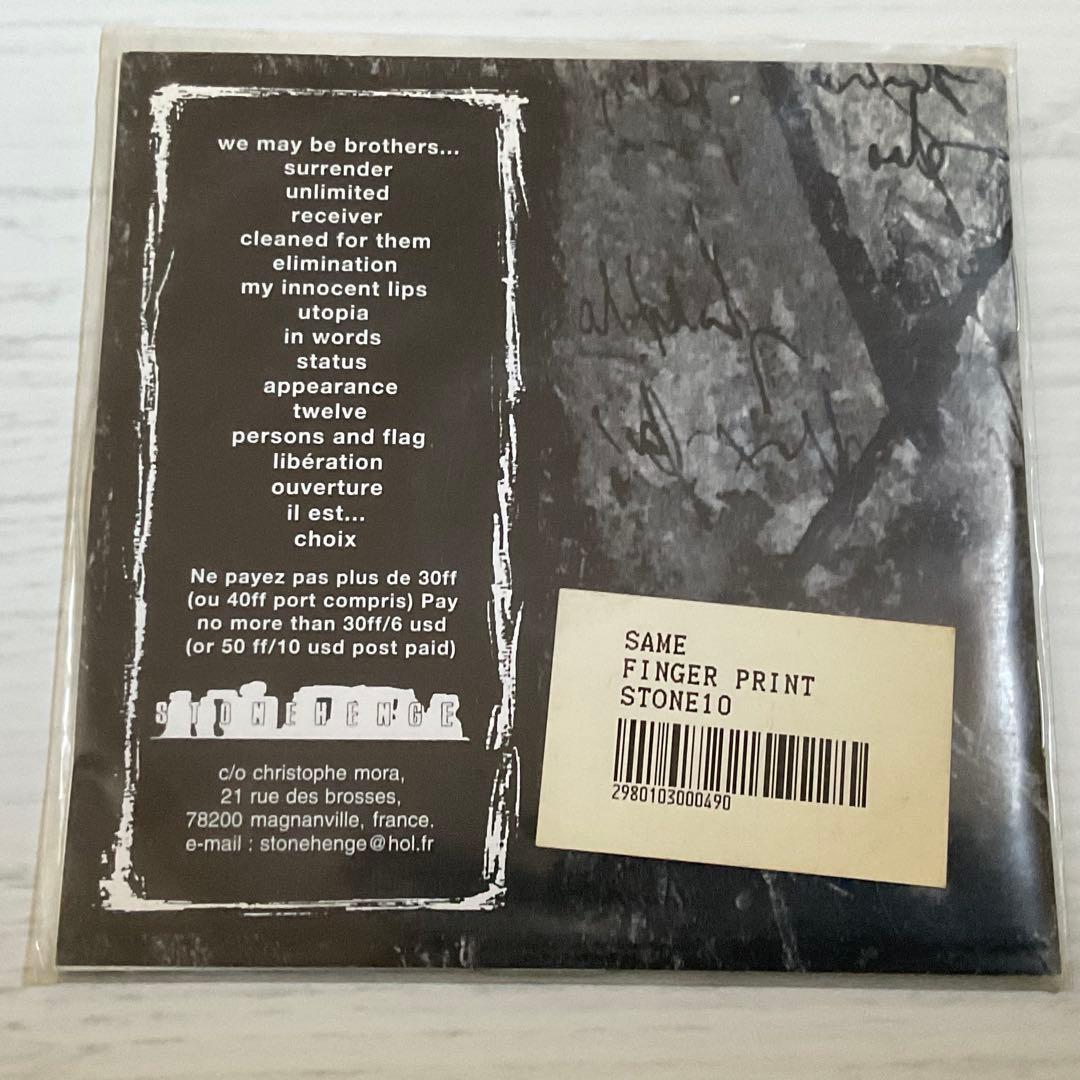 we may be brothers...
surrender
unlimited
receiver
cleaned for them
elimination
my innocent lips
utopia
in words
status
appearance
twelve
persons and flag
libération
ouverture
il est...
choix
Ne payez pas plus de 30ff
(ou 40ff port compris) Pay
no more than 30ff/6 usd
(or 50 ff/10 usd post paid)
STONEHENGE
c/o christophe mora,
21 rue des brosses,
78200 magnanville, france.
e-mail : stonehenge@hol.fr
SAME
FINGER PRINT
STONE10
2980103000490